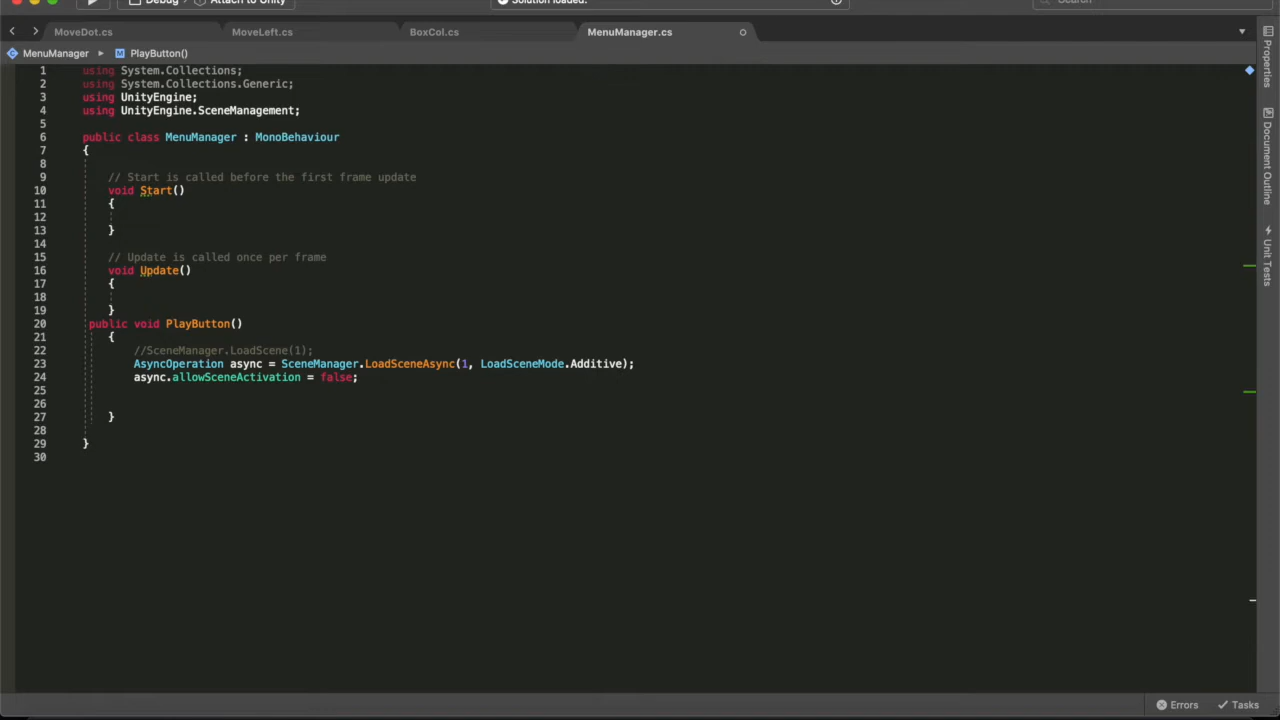 Debug
Attach to Unity
Solution loaded.
Search
MoveDot.cs
MoveLeft.cs
BoxCol.cs
MenuManager.cs
MenuManager ▸ PlayButton()
1 using System.Collections;
2 using System.Collections.Generic;
3 using UnityEngine;
4 using UnityEngine.SceneManagement;
5
6 public class MenuManager : MonoBehaviour
7 {
8
9 // Start is called before the first frame update
10 void Start()
11 {
12
13 }
14
15 // Update is called once per frame
16 void Update()
17 {
18
19 }
20 public void PlayButton()
21 {
22 //SceneManager.LoadScene(1);
23 AsyncOperation async = SceneManager.LoadSceneAsync(1, LoadSceneMode.Additive);
24 async.allowSceneActivation = false;
25
26
27 }
28
29 }
30
Properties
Document Outline
Unit Tests
Errors
Tasks